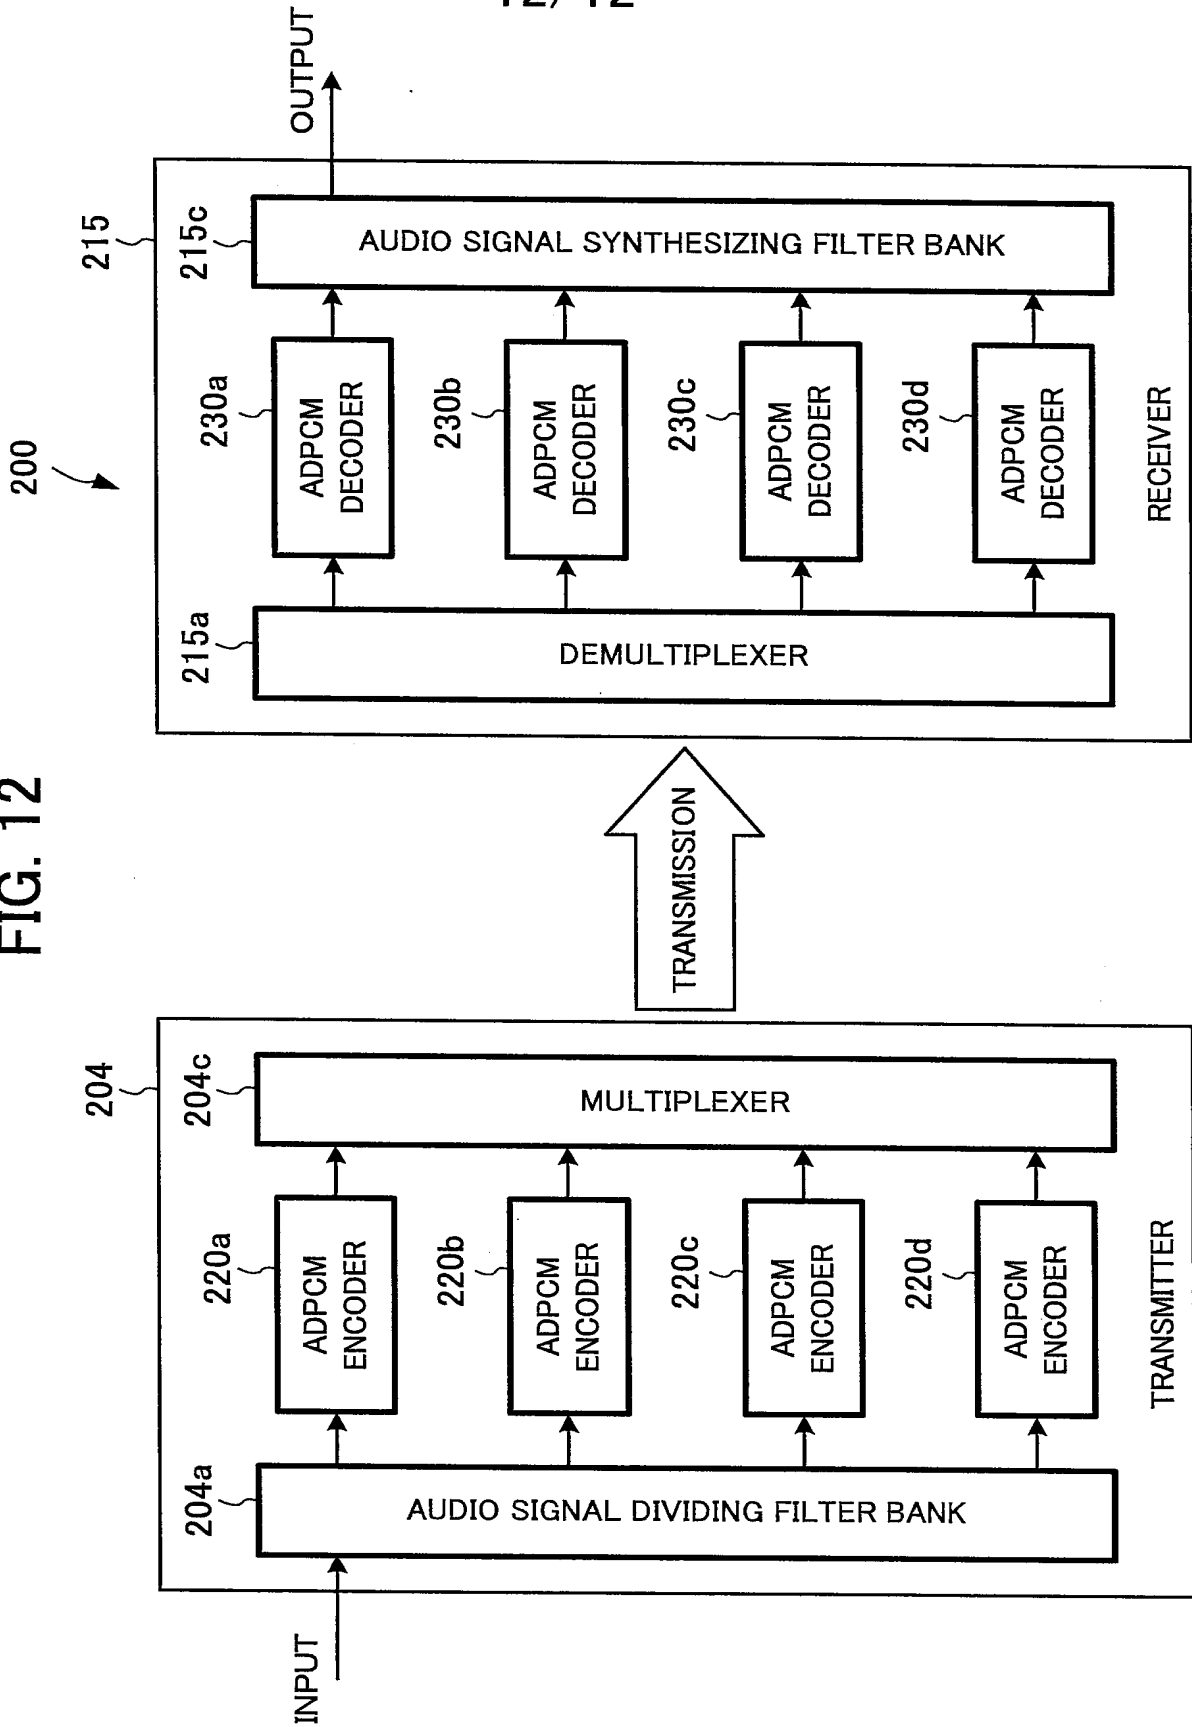 12/12
FIG. 12
200
204
204a
AUDIO SIGNAL DIVIDING FILTER BANK
INPUT
220a
ADPCM
ENCODER
220b
ADPCM
ENCODER
220c
ADPCM
ENCODER
220d
ADPCM
ENCODER
204c
MULTIPLEXER
TRANSMITTER
TRANSMISSION
215
215a
DEMULTIPLEXER
230a
ADPCM
DECODER
230b
ADPCM
DECODER
230c
ADPCM
DECODER
230d
ADPCM
DECODER
215c
AUDIO SIGNAL SYNTHESIZING FILTER BANK
OUTPUT
RECEIVER